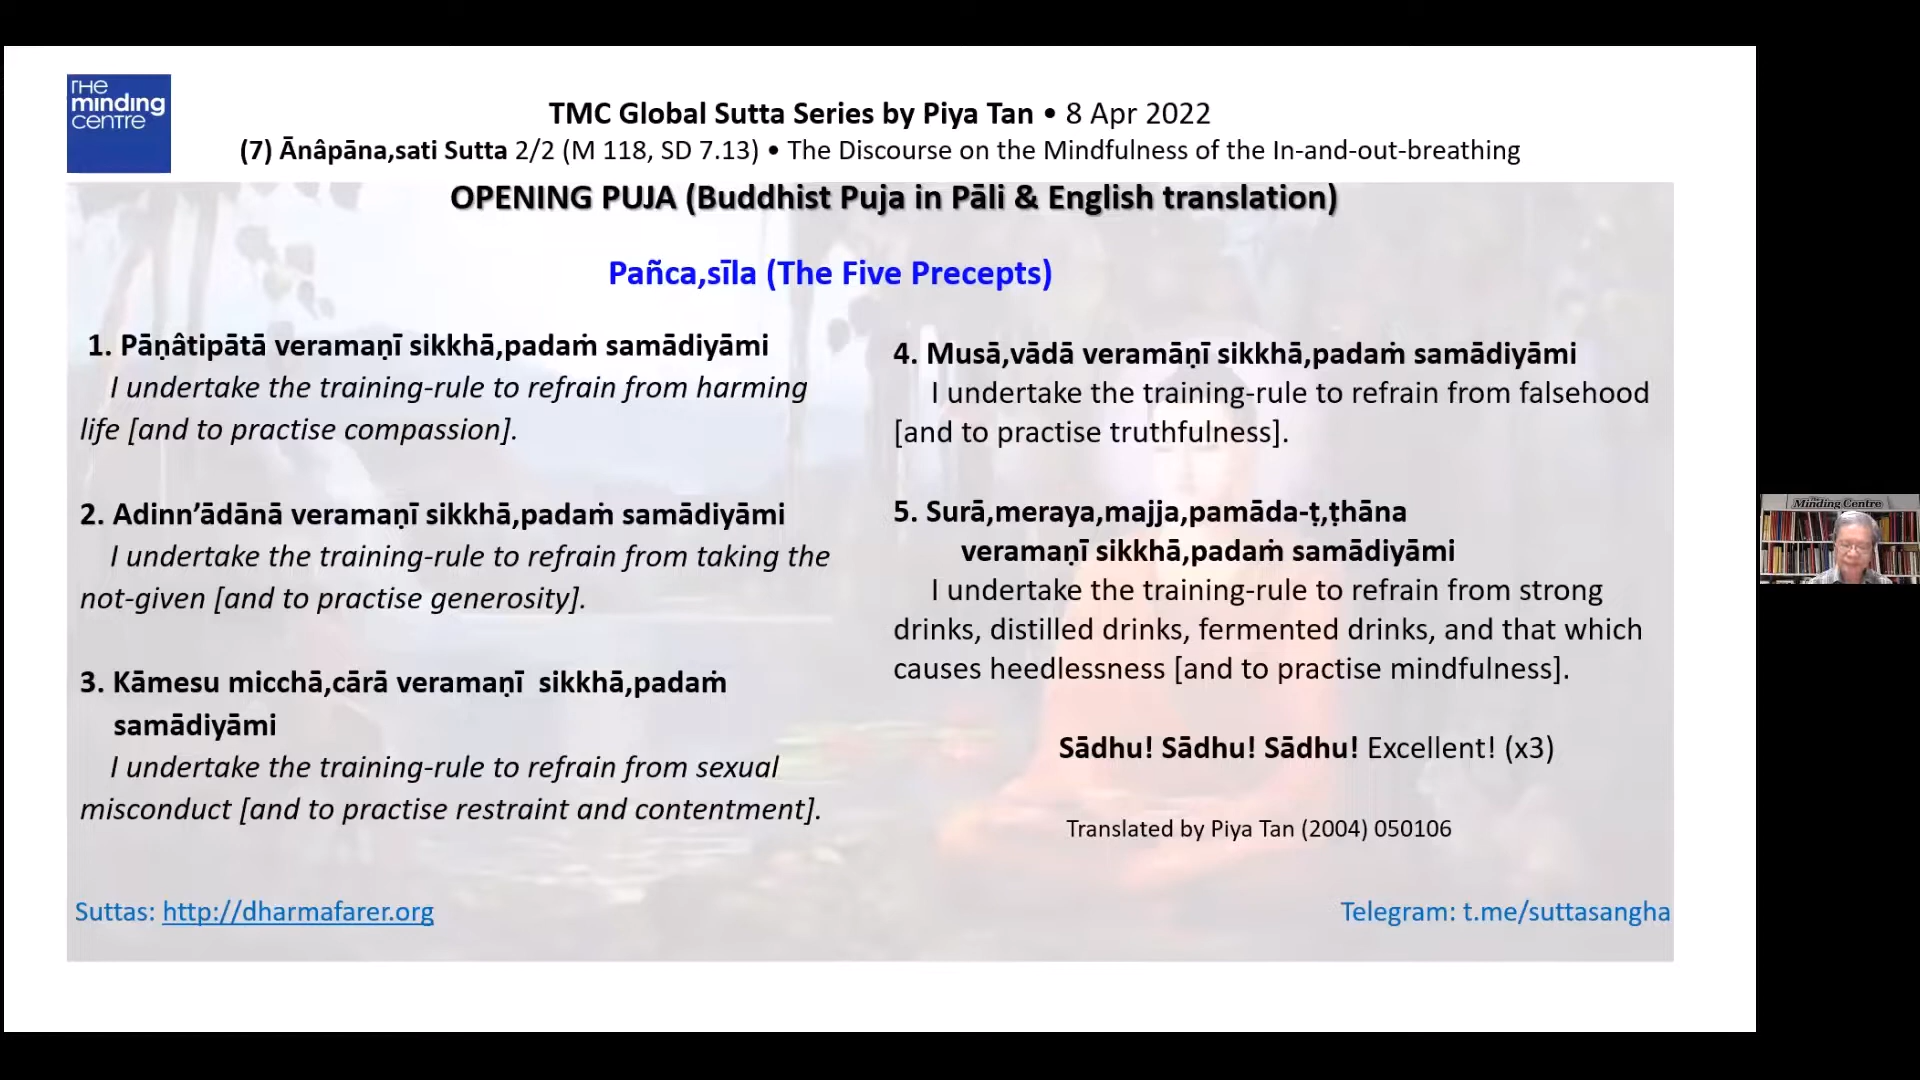 THE
minding
centre
TMC Global Sutta Series by Piya Tan • 8 Apr 2022
(7) Ānâpāna,sati Sutta 2/2 (M 118, SD 7.13) • The Discourse on the Mindfulness of the In-and-out-breathing
OPENING PUJA (Buddhist Puja in Pāli & English translation)
Pañca,sīla (The Five Precepts)
1. Pāṇâtipātā veramaṇī sikkhā,padaṁ samādiyāmi
I undertake the training-rule to refrain from harming
life [and to practise compassion].
2. Adinn’ādānā veramaṇī sikkhā,padaṁ samādiyāmi
I undertake the training-rule to refrain from taking the
not-given [and to practise generosity].
3. Kāmesu micchā,cārā veramaṇī sikkhā,padaṁ
samādiyāmi
I undertake the training-rule to refrain from sexual
misconduct [and to practise restraint and contentment].
4. Musā,vādā veramāṇī sikkhā,padaṁ samādiyāmi
I undertake the training-rule to refrain from falsehood
[and to practise truthfulness].
5. Surā,meraya,majja,pamāda-ṭ,ṭhāna
veramaṇī sikkhā,padaṁ samādiyāmi
I undertake the training-rule to refrain from strong
drinks, distilled drinks, fermented drinks, and that which
causes heedlessness [and to practise mindfulness].
Sādhu! Sādhu! Sādhu! Excellent! (x3)
Translated by Piya Tan (2004) 050106
Suttas: http://dharmafarer.org
Telegram: t.me/suttasangha
The
Minding Centre